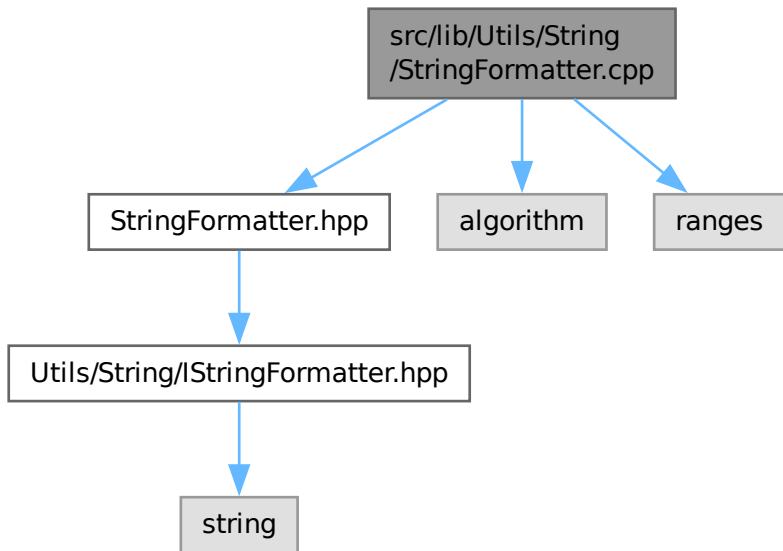 src/lib/Utils/String
/StringFormatter.cpp
StringFormatter.hpp
algorithm
ranges
Utils/String/IStringFormatter.hpp
string